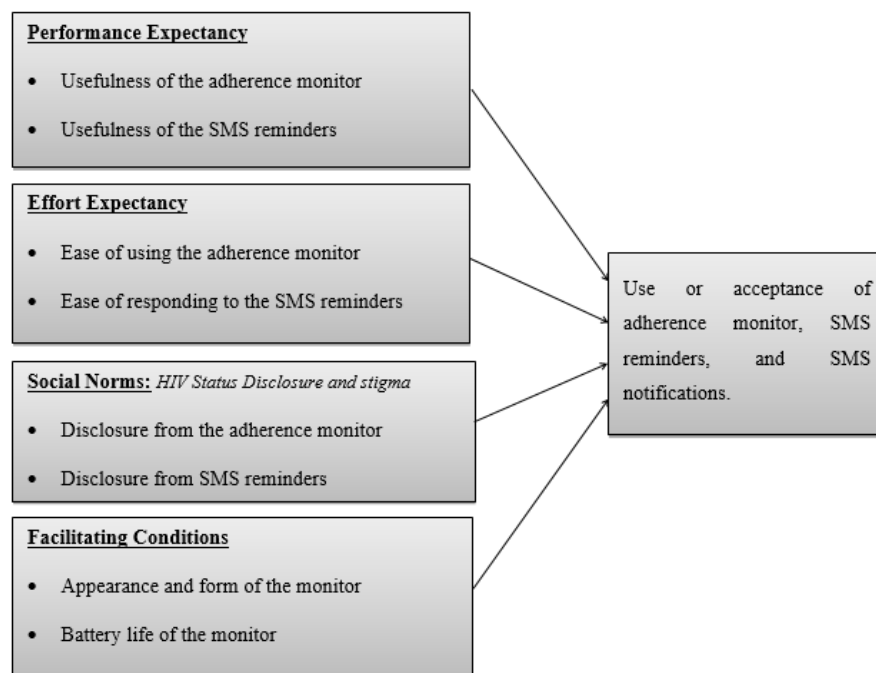 Performance Expectancy
• Usefulness of the adherence monitor
• Usefulness of the SMS reminders
Effort Expectancy
• Ease of using the adherence monitor
• Ease of responding to the SMS reminders
Social Norms: HIV Status Disclosure and stigma
• Disclosure from the adherence monitor
• Disclosure from SMS reminders
Facilitating Conditions
• Appearance and form of the monitor
• Battery life of the monitor
Use or acceptance of
adherence monitor, SMS
reminders, and SMS
notifications.